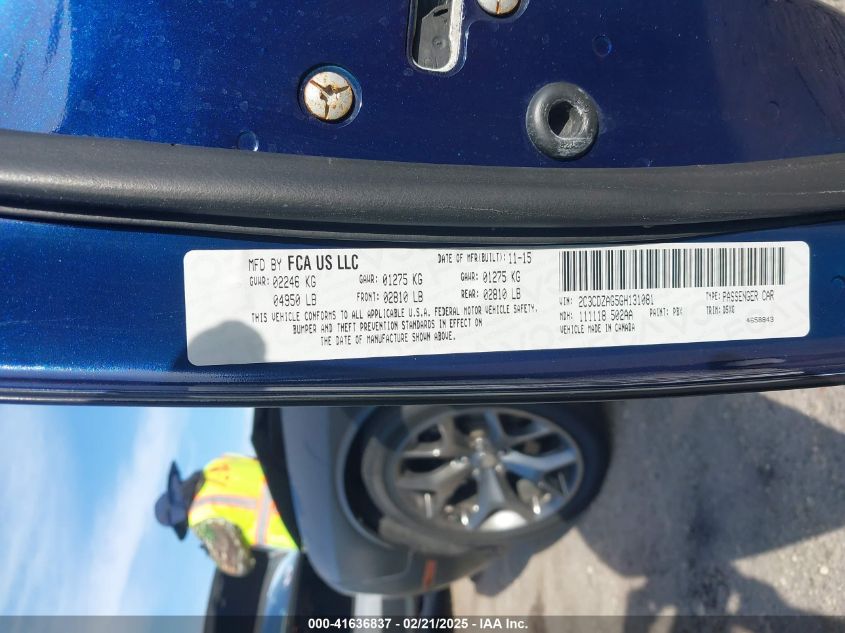 MFD BY FCA US LLC DATE OF MFR(BUILT): 11-15
GVWR: 02246 KG GAWR: 01275 KG GAWR: 01275 KG
04950 LB FRONT: 02810 LB REAR: 02810 LB
THIS VEHICLE CONFORMS TO ALL APPLICABLE U.S.A. FEDERAL MOTOR VEHICLE SAFETY,
BUMPER AND THEFT PREVENTION STANDARDS IN EFFECT ON
THE DATE OF MANUFACTURE SHOWN ABOVE.
VIN: 2C3CDZAG5GH131081 TYPE: PASSENGER CAR
MDH: 111118 502AA PAINT: PBX TRIM: D5X9
VEHICLE MADE IN CANADA 4658843
000-41636837 - 02/21/2025 - IAA Inc.